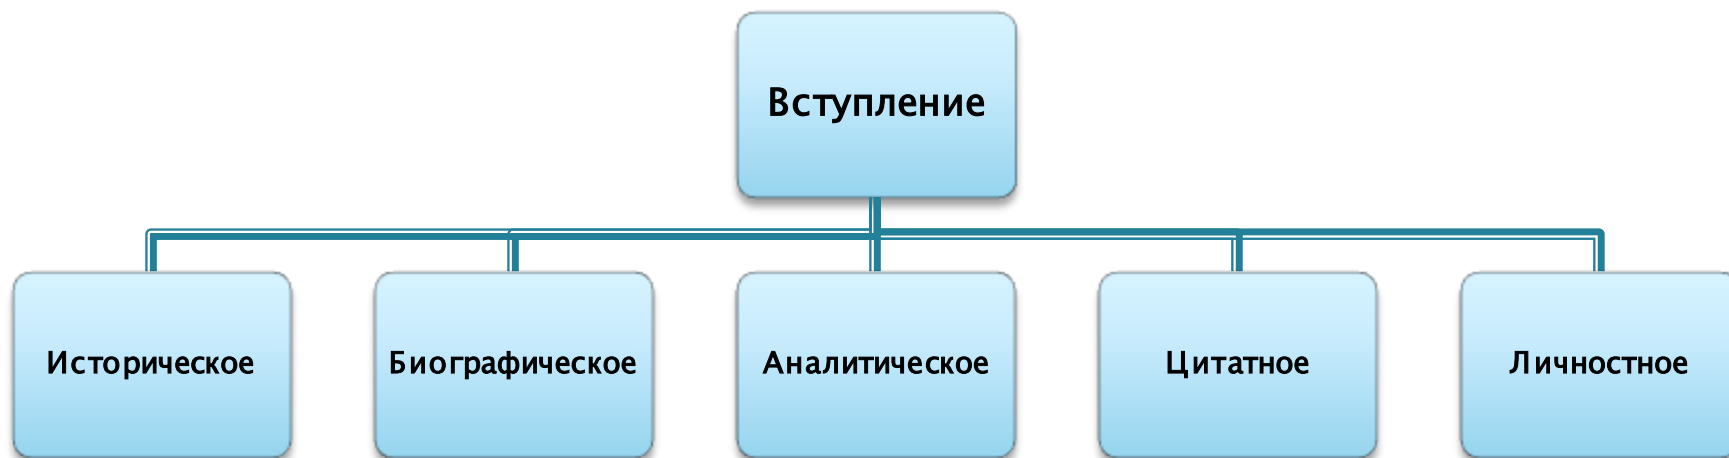 Вступление
Историческое
Биографическое
Аналитическое
Цитатное
Личностное